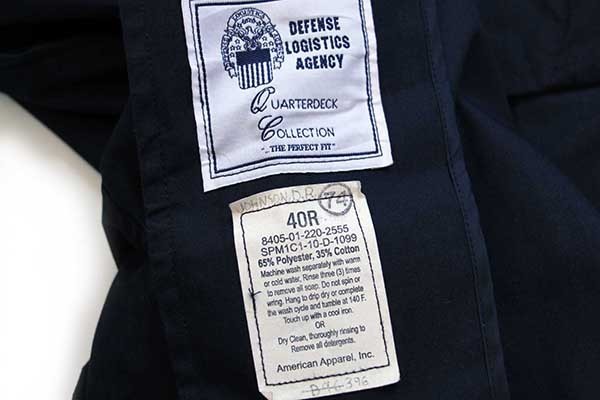 DEFENSE
LOGISTICS
AGENCY
QUARTERDECK
COLLECTION
"THE PERFECT FIT"
JOHNSON D.R 74
40R
8405-01-220-2555
SPM1C1-10-D-1099
65% Polyester, 35% Cotton
Machine wash separately with warm
or cold water, Rinse three (3) times
to remove all soap. Do not spin or
wring. Hang to drip dry or complete
the wash cycle and tumble at 140 F.
Touch up with a cool iron.
OR
Dry Clean, thoroughly rinsing to
Remove all detergents.
American Apparel, Inc.
396